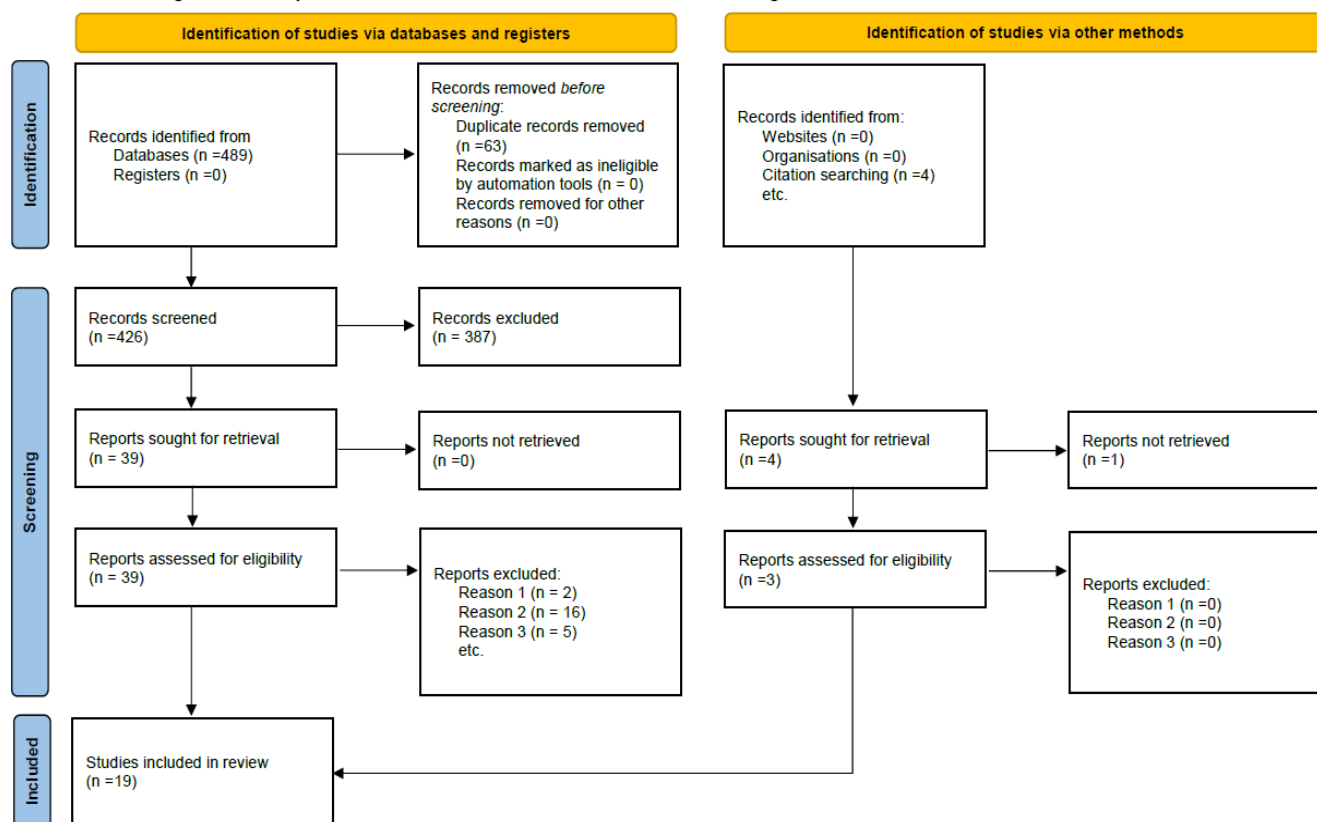 Identification of studies via databases and registers
Identification of studies via other methods
Identification
Records identified from
Databases (n =489)
Registers (n =0)
Records removed before
screening:
Duplicate records removed
(n =63)
Records marked as ineligible
by automation tools (n = 0)
Records removed for other
reasons (n =0)
Records identified from:
Websites (n =0)
Organisations (n =0)
Citation searching (n =4)
etc.
Screening
Records screened
(n =426)
Records excluded
(n = 387)
Reports sought for retrieval
(n = 39)
Reports not retrieved
(n =0)
Reports sought for retrieval
(n =4)
Reports not retrieved
(n =1)
Reports assessed for eligibility
(n = 39)
Reports excluded:
Reason 1 (n = 2)
Reason 2 (n = 16)
Reason 3 (n = 5)
etc.
Reports assessed for eligibility
(n =3)
Reports excluded:
Reason 1 (n =0)
Reason 2 (n =0)
Reason 3 (n =0)
Included
Studies included in review
(n =19)